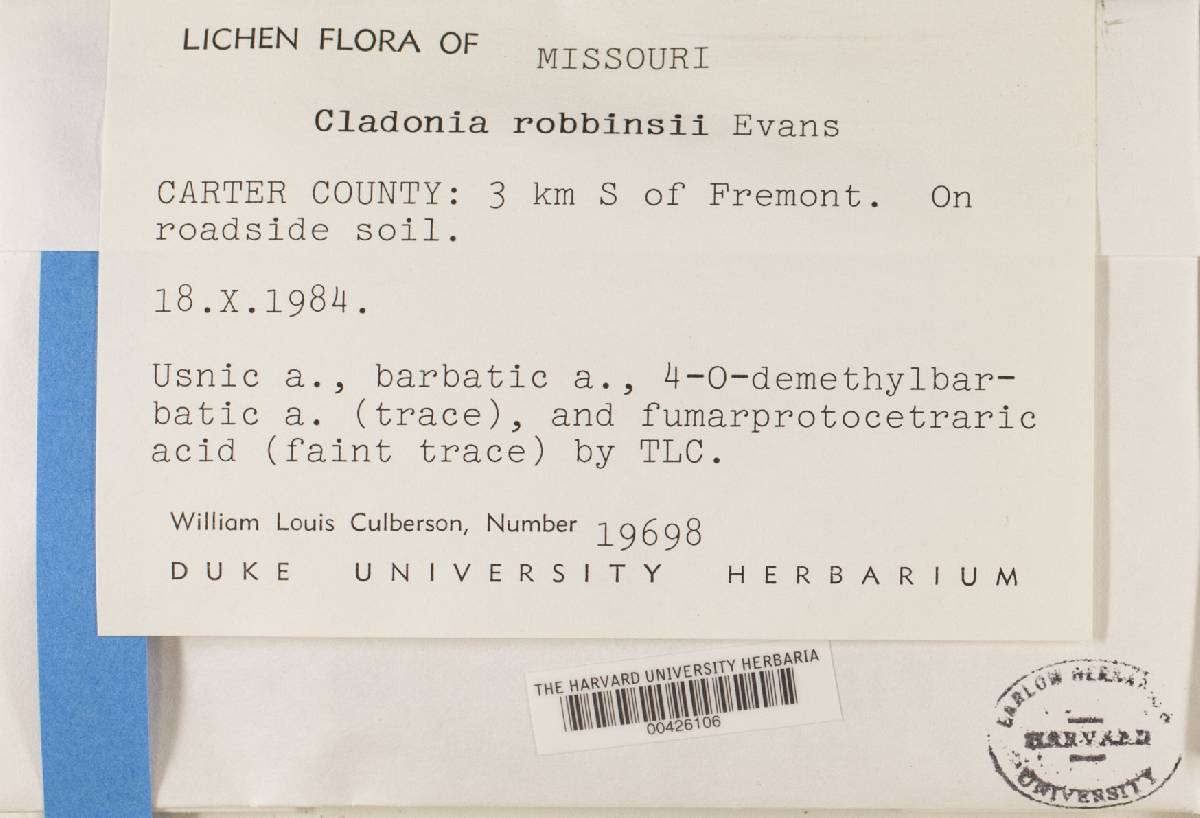 LICHEN FLORA OF MISSOURI
Cladonia robbinsii Evans
CARTER COUNTY: 3 km S of Fremont. On
roadside soil.
18.X.1984.
Usnic a., barbatic a., 4-O-demethylbar-
batic a. (trace), and fumarprotocetraric
acid (faint trace) by TLC.
William Louis Culberson, Number 19698
DUKE UNIVERSITY HERBARIUM
THE HARVARD UNIVERSITY HERBARIA
00426106
HARVARD
UNIVERSITY